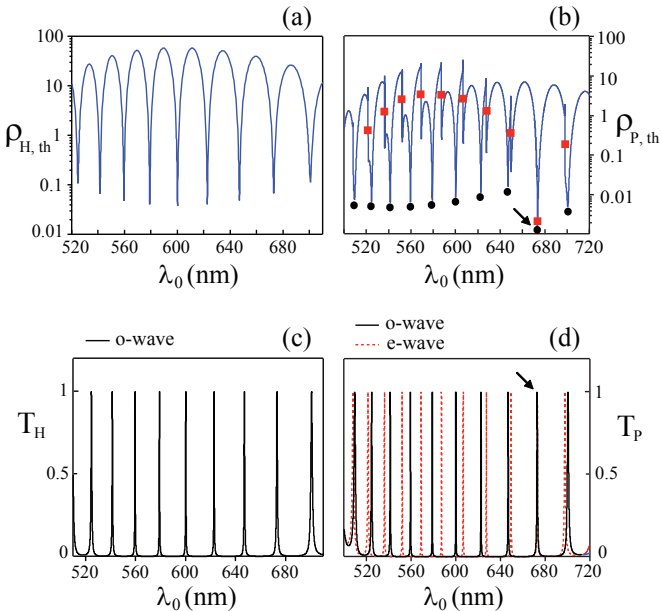 (a)
(b)
100
10
1
0.1
0.01
ρH, th
520 560 600 640 680
λ0 (nm)
100
10
1
0.1
0.01
ρP, th
520 560 600 640 680 720
λ0 (nm)
o-wave
(c)
o-wave
e-wave
(d)
1
TH
0.5
0
520 560 600 640 680
λ0 (nm)
1
TP
0.5
0
520 560 600 640 680 720
λ0 (nm)